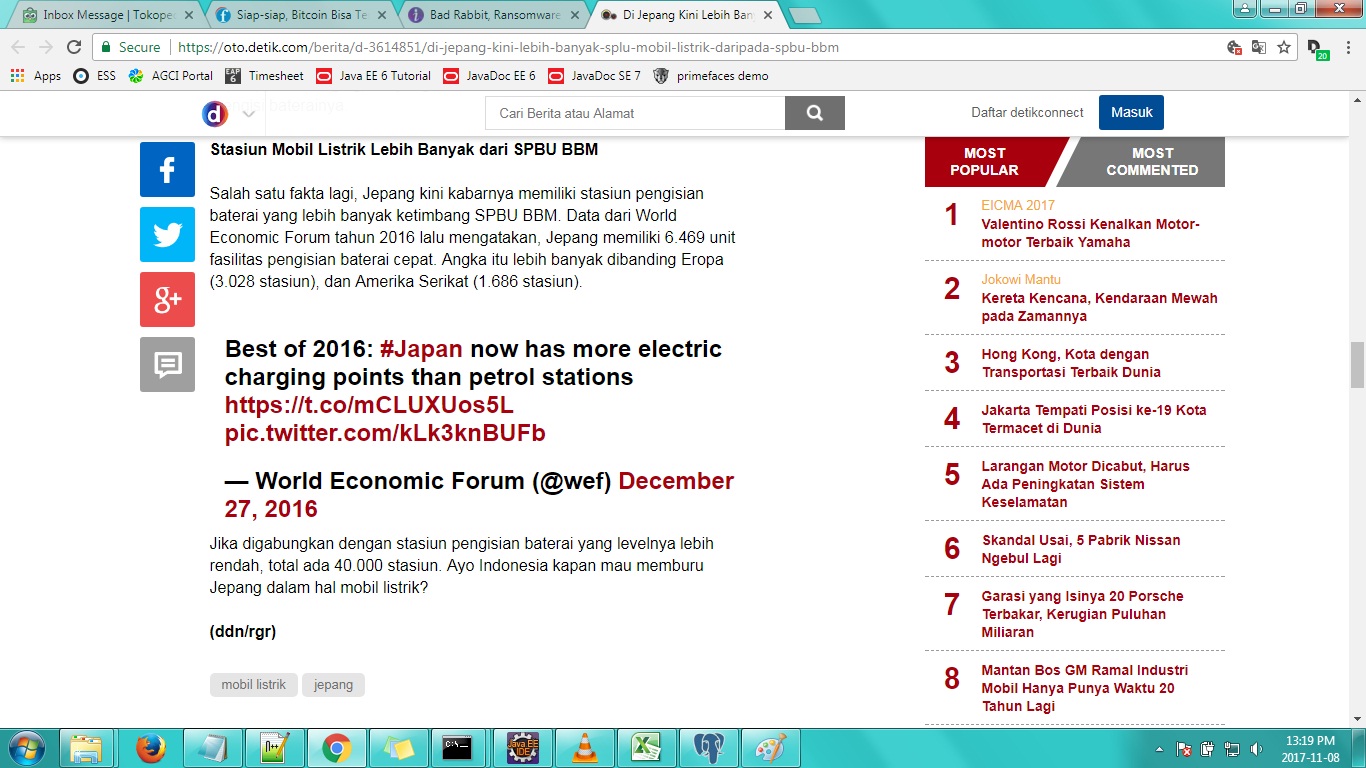 Inbox Message | Tokoped
Siap-siap, Bitcoin Bisa Te
Bad Rabbit, Ransomware
Di Jepang Kini Lebih Ban
Secure
https://oto.detik.com/berita/d-3614851/di-jepang-kini-lebih-banyak-splu-mobil-listrik-daripada-spbu-bbm
20
Apps
ESS
AGCI Portal
EAP 6
Timesheet
Java EE 6 Tutorial
JavaDoc EE 6
JavaDoc SE 7
primefaces demo
d
baterainya
Cari Berita atau Alamat
Daftar detikconnect
Masuk
f
g+
Stasiun Mobil Listrik Lebih Banyak dari SPBU BBM
Salah satu fakta lagi, Jepang kini kabarnya memiliki stasiun pengisian
baterai yang lebih banyak ketimbang SPBU BBM. Data dari World
Economic Forum tahun 2016 lalu mengatakan, Jepang memiliki 6.469 unit
fasilitas pengisian baterai cepat. Angka itu lebih banyak dibanding Eropa
(3.028 stasiun), dan Amerika Serikat (1.686 stasiun).
Best of 2016: #Japan now has more electric
charging points than petrol stations
https://t.co/mCLUXUos5L
pic.twitter.com/kLk3knBUFb
— World Economic Forum (@wef) December
27, 2016
Jika digabungkan dengan stasiun pengisian baterai yang levelnya lebih
rendah, total ada 40.000 stasiun. Ayo Indonesia kapan mau memburu
Jepang dalam hal mobil listrik?
(ddn/rgr)
mobil listrik
jepang
MOST
POPULAR
MOST
COMMENTED
1
EICMA 2017
Valentino Rossi Kenalkan Motor-
motor Terbaik Yamaha
2
Jokowi Mantu
Kereta Kencana, Kendaraan Mewah
pada Zamannya
3
Hong Kong, Kota dengan
Transportasi Terbaik Dunia
4
Jakarta Tempati Posisi ke-19 Kota
Termacet di Dunia
5
Larangan Motor Dicabut, Harus
Ada Peningkatan Sistem
Keselamatan
6
Skandal Usai, 5 Pabrik Nissan
Ngebul Lagi
7
Garasi yang Isinya 20 Porsche
Terbakar, Kerugian Puluhan
Miliaran
8
Mantan Bos GM Ramal Industri
Mobil Hanya Punya Waktu 20
Tahun Lagi
Java EE
IDE
13:19 PM
2017-11-08